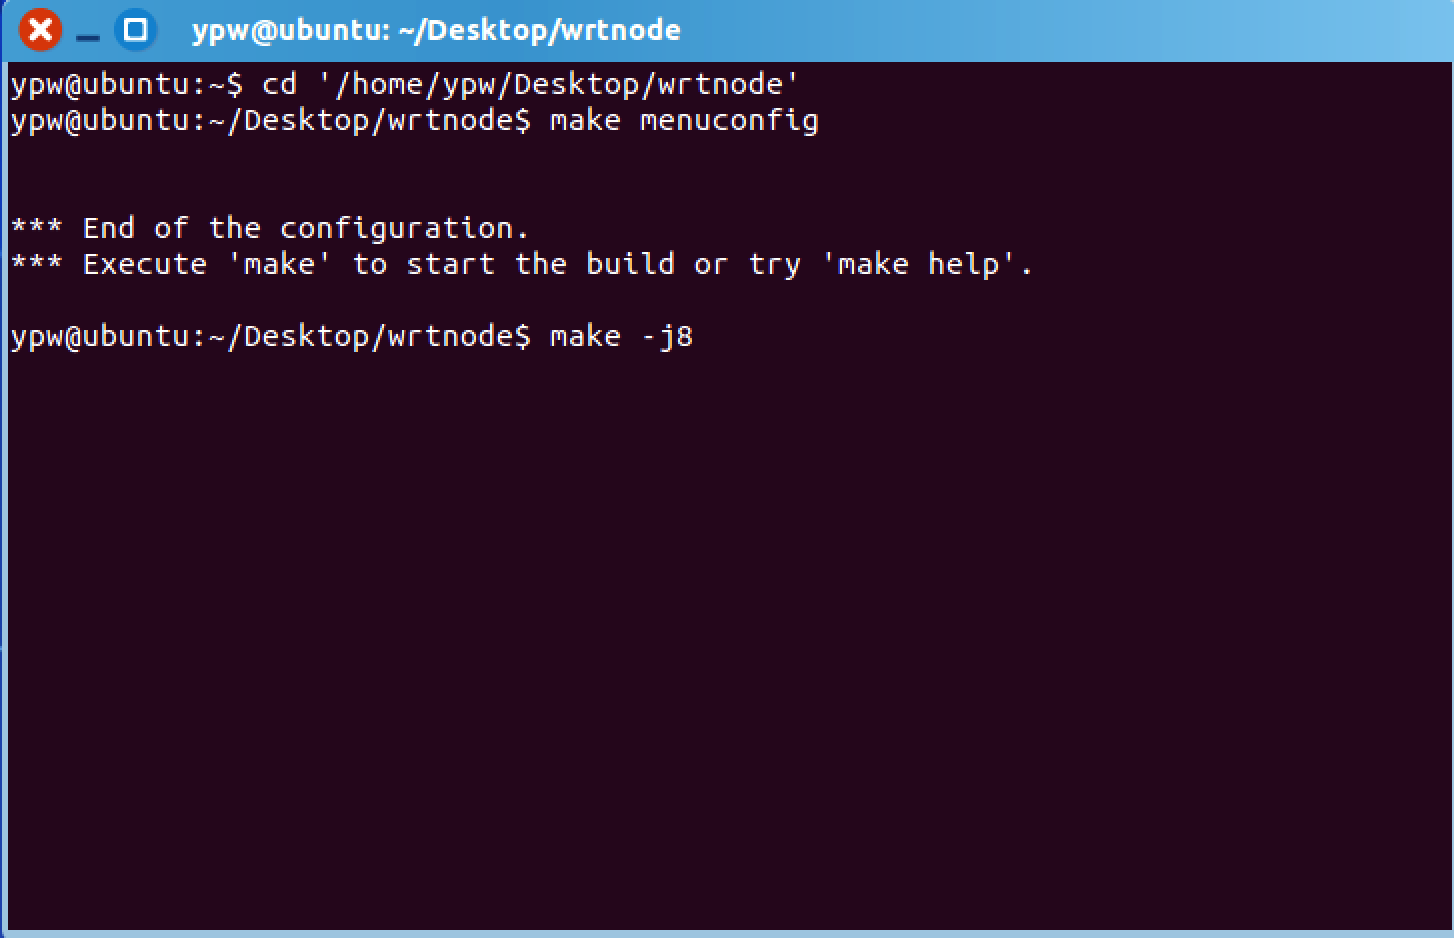 ypw@ubuntu: ~/Desktop/wrtnode
ypw@ubuntu:~$ cd '/home/ypw/Desktop/wrtnode'
ypw@ubuntu:~/Desktop/wrtnode$ make menuconfig
*** End of the configuration.
*** Execute 'make' to start the build or try 'make help'.
ypw@ubuntu:~/Desktop/wrtnode$ make -j8